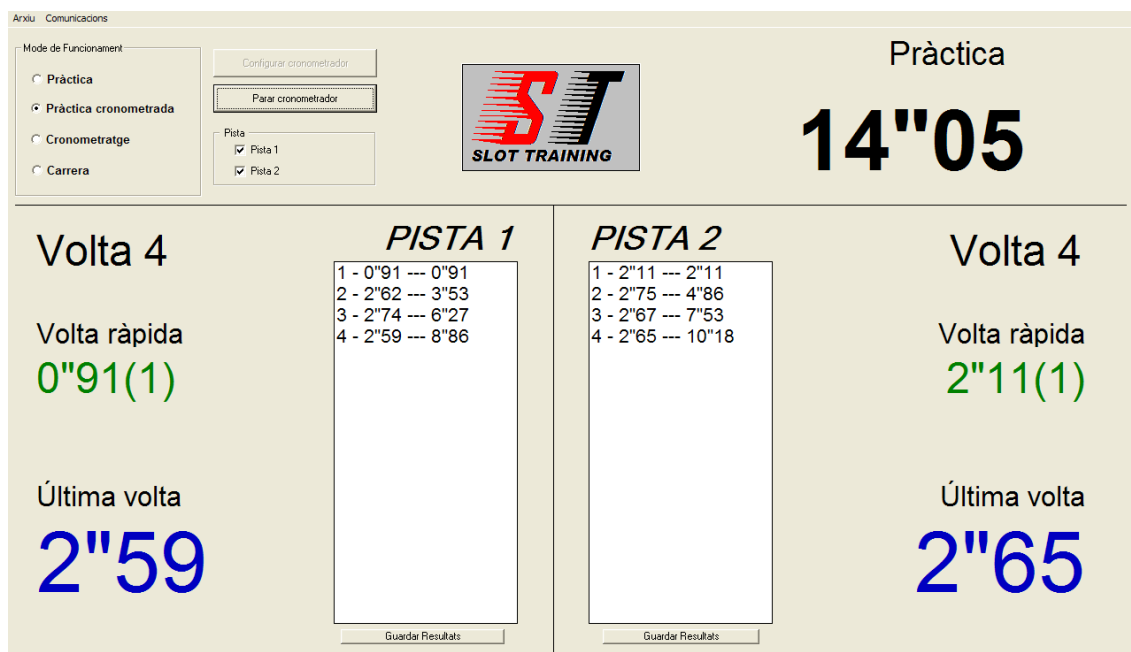 Arxiu Comunicacions
Mode de Funcionament
Pràctica
Pràctica cronometrada
Cronometratge
Carrera
Configurar cronometrador
Parar cronometrador
Pista
Pista 1
Pista 2
ST
SLOT TRAINING
Pràctica
14"05
Volta 4
Volta ràpida
0"91(1)
Última volta
2"59
PISTA 1
1 - 0"91 --- 0"91
2 - 2"62 --- 3"53
3 - 2"74 --- 6"27
4 - 2"59 --- 8"86
Guardar Resultats
PISTA 2
1 - 2"11 --- 2"11
2 - 2"75 --- 4"86
3 - 2"67 --- 7"53
4 - 2"65 --- 10"18
Guardar Resultats
Volta 4
Volta ràpida
2"11(1)
Última volta
2"65